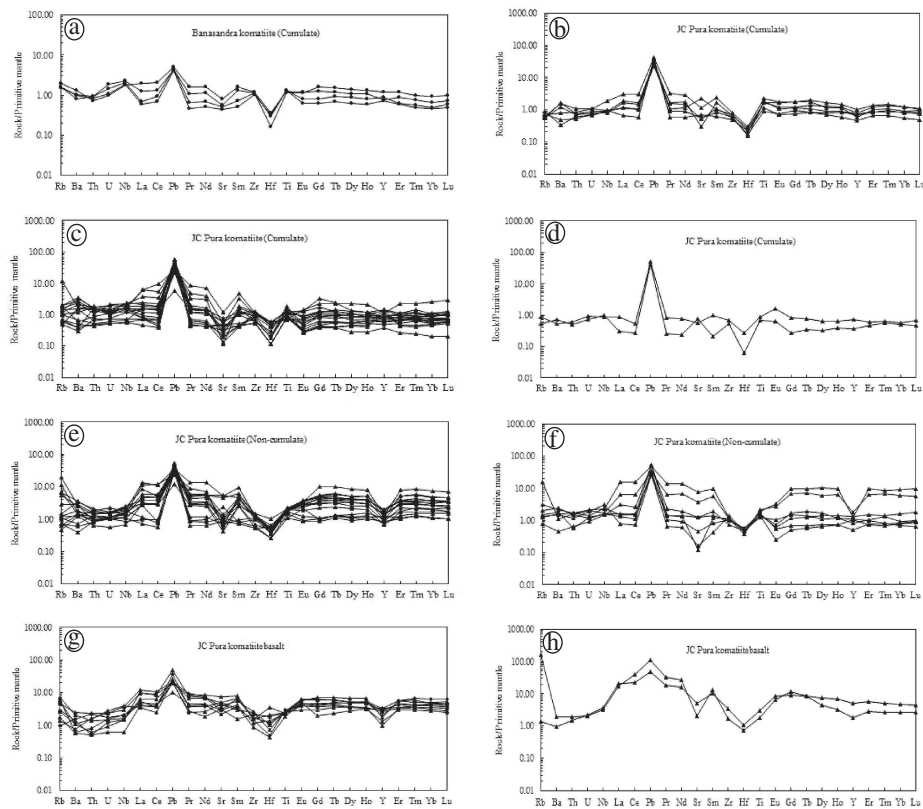 a
Banasandra komatiite (Cumulate)
Rock/Primitive mantle
100.00
10.00
1.00
0.10
0.01
Rb Ba Th U Nb La Ce Pb Pr Nd Sr Sm Zr Hf Ti Eu Gd Tb Dy Ho Y Er Tm Yb Lu
b
JC Pura komatiite (Cumulate)
Rock/Primitive mantle
1000.00
100.00
10.00
1.00
0.10
0.01
Rb Ba Th U Nb La Ce Pb Pr Nd Sr Sm Zr Hf Ti Eu Gd Tb Dy Ho Y Er Tm Yb Lu
c
JC Pura komatiite (Cumulate)
Rock/Primitive mantle
1000.00
100.00
10.00
1.00
0.10
0.01
Rb Ba Th U Nb La Ce Pb Pr Nd Sr Sm Zr Hf Ti Eu Gd Tb Dy Ho Y Er Tm Yb Lu
d
JC Pura komatiite (Cumulate)
Rock/Primitive mantle
1000.00
100.00
10.00
1.00
0.10
0.01
Rb Ba Th U Nb La Ce Pb Pr Nd Sr Sm Zr Hf Ti Eu Gd Tb Dy Ho Y Er Tm Yb Lu
e
JC Pura komatiite (Non-cumulate)
Rock/Primitive mantle
1000.00
100.00
10.00
1.00
0.10
0.01
Rb Ba Th U Nb La Ce Pb Pr Nd Sr Sm Zr Hf Ti Eu Gd Tb Dy Ho Y Er Tm Yb Lu
f
JC Pura komatiite (Non-cumulate)
Rock/Primitive mantle
1000.00
100.00
10.00
1.00
0.10
0.01
Rb Ba Th U Nb La Ce Pb Pr Nd Sr Sm Zr Hf Ti Eu Gd Tb Dy Ho Y Er Tm Yb Lu
g
JC Pura komatiite basalt
Rock/Primitive mantle
1000.00
100.00
10.00
1.00
0.10
0.01
Rb Ba Th U Nb La Ce Pb Pr Nd Sr Sm Zr Hf Ti Eu Gd Tb Dy Ho Y Er Tm Yb Lu
h
JC Pura komatiite basalt
Rock/Primitive mantle
1000.00
100.00
10.00
1.00
0.10
0.01
Rb Ba Th U Nb La Ce Pb Pr Nd Sr Sm Zr Hf Ti Eu Gd Tb Dy Ho Y Er Tm Yb Lu